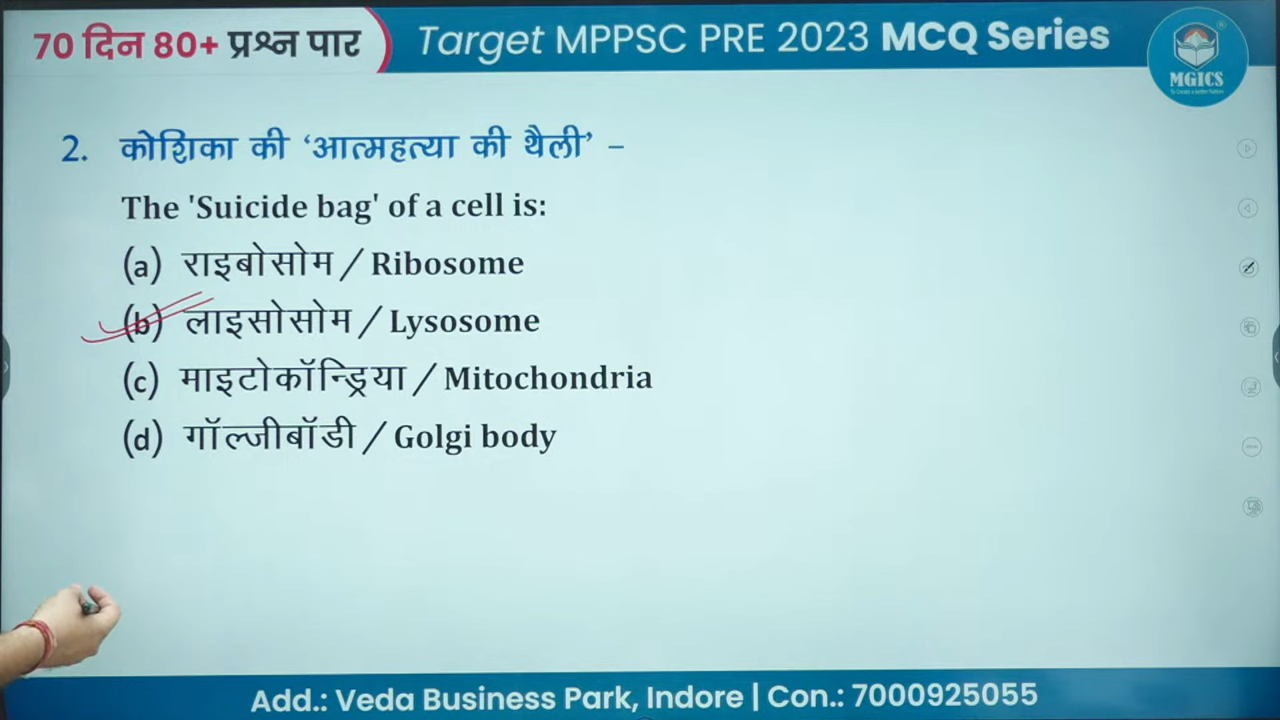 70 दिन 80+ प्रश्न पार
Target MPPSC PRE 2023 MCQ Series
MGICS
2. कोशिका की ‘आत्महत्या की थैली’ –
The 'Suicide bag' of a cell is:
(a) राइबोसोम / Ribosome
(b) लाइसोसोम / Lysosome
(c) माइटोकॉन्ड्रिया / Mitochondria
(d) गॉल्जीबॉडी / Golgi body
Add.: Veda Business Park, Indore | Con.: 7000925055